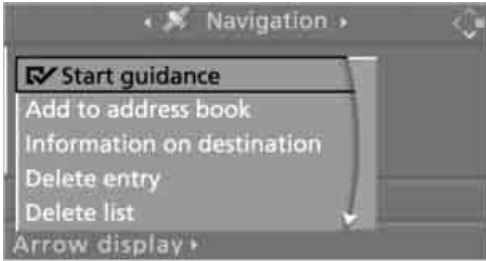 Navigation
Start guidance
Add to address book
Information on destination
Delete entry
Delete list
Arrow display